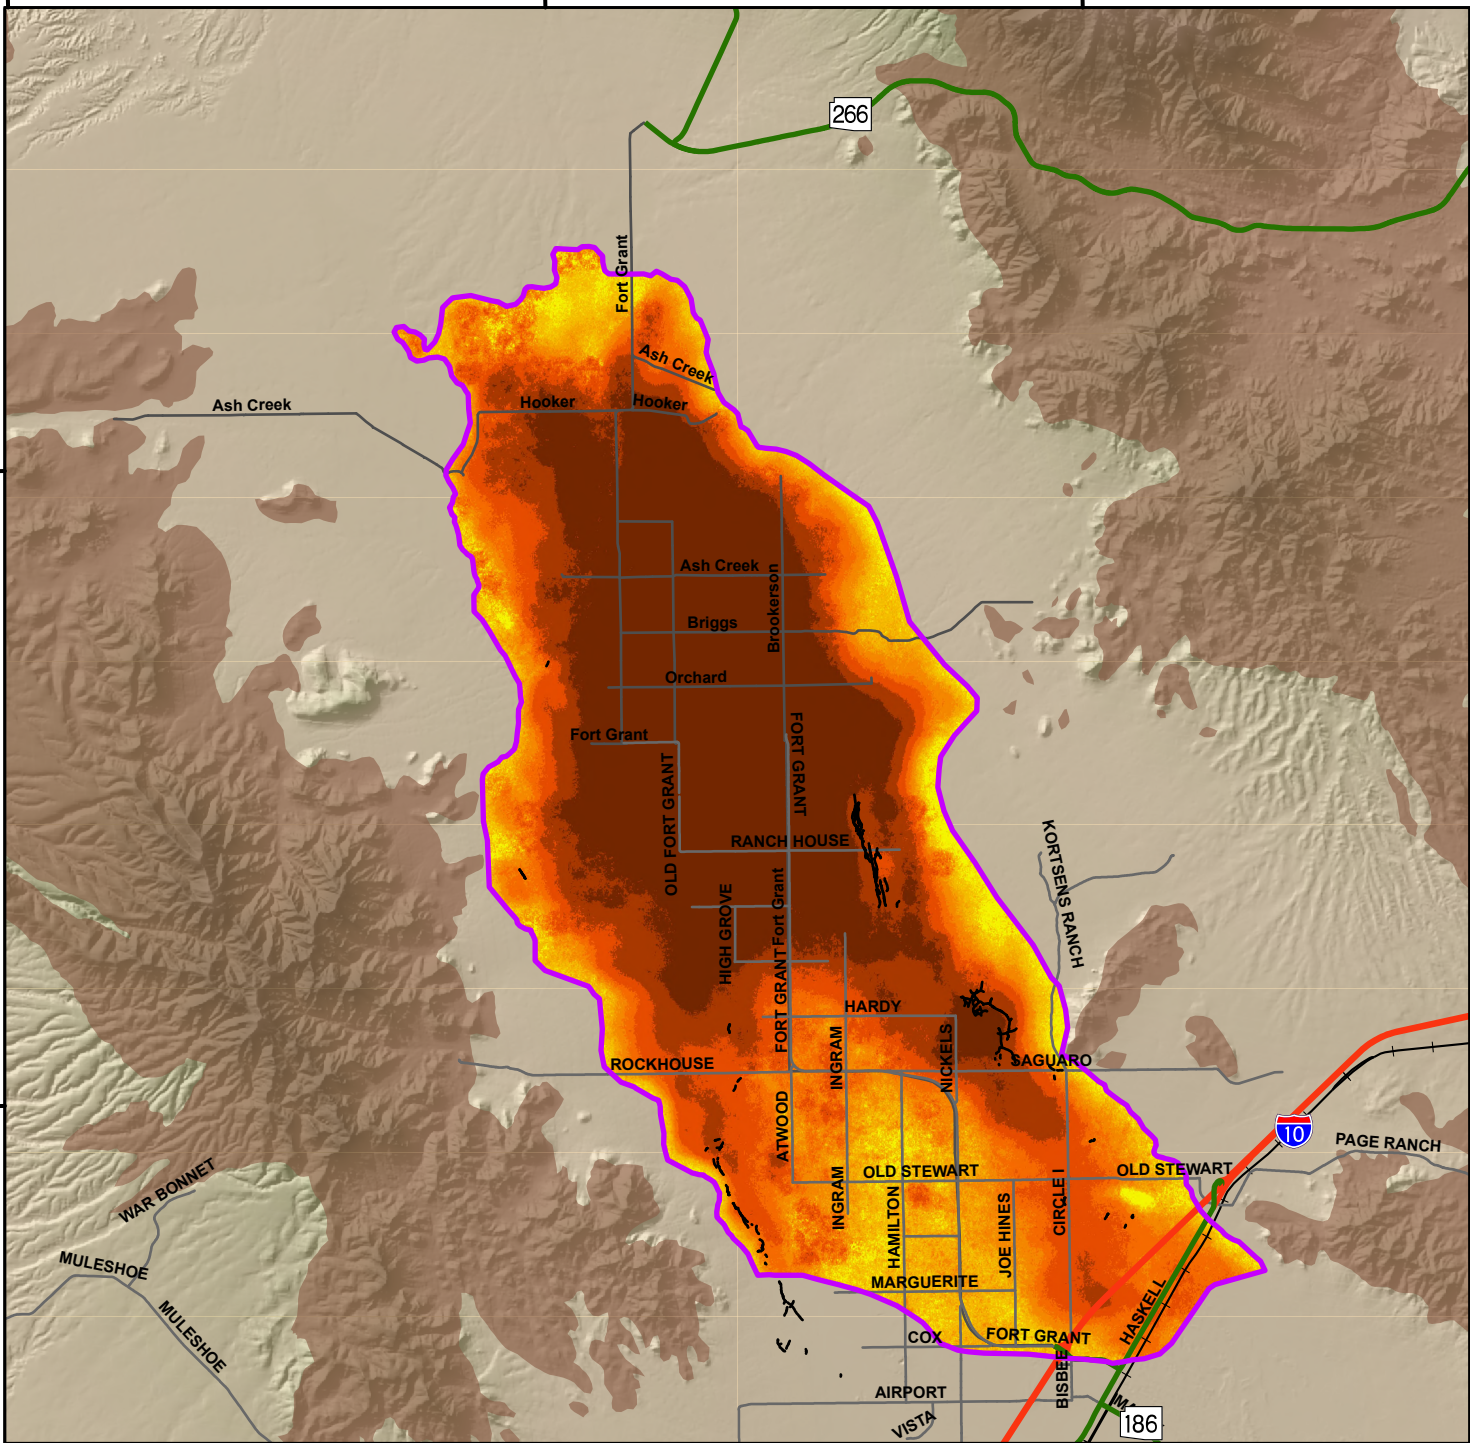 266
Fort Grant
Ash Creek
Ash Creek
Hooker
Hooker
Ash Creek
Brookerson
Briggs
Orchard
Fort Grant
FORT GRANT
OLD FORT GRANT
RANCH HOUSE
KORTSENS RANCH
HIGH GROVE
Fort Grant
FORT GRANT
HARDY
INGRAM
NICKELS
SAGUARO
ROCKHOUSE
ATWOOD
10
PAGE RANCH
OLD STEWART
OLD STEWART
WAR BONNET
INGRAM
HAMILTON
JOE HINES
CIRCLE I
MULESHOE
MARGUERITE
HASKELL
MULESHOE
COX
FORT GRANT
BISBEE
AIRPORT
VISTA
186